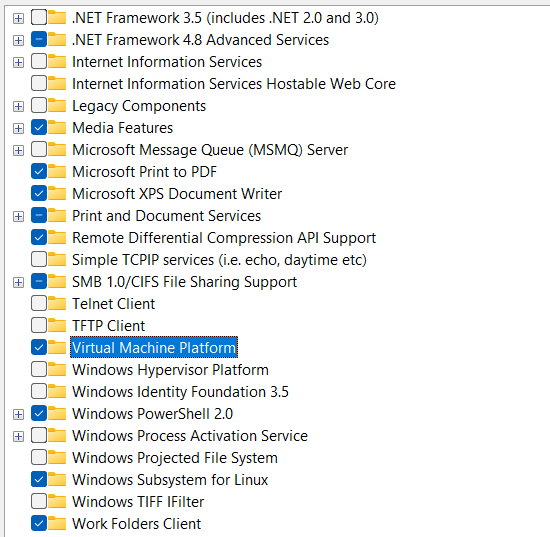 .NET Framework 3.5 (includes .NET 2.0 and 3.0)
.NET Framework 4.8 Advanced Services
Internet Information Services
Internet Information Services Hostable Web Core
Legacy Components
Media Features
Microsoft Message Queue (MSMQ) Server
Microsoft Print to PDF
Microsoft XPS Document Writer
Print and Document Services
Remote Differential Compression API Support
Simple TCPIP services (i.e. echo, daytime etc)
SMB 1.0/CIFS File Sharing Support
Telnet Client
TFTP Client
Virtual Machine Platform
Windows Hypervisor Platform
Windows Identity Foundation 3.5
Windows PowerShell 2.0
Windows Process Activation Service
Windows Projected File System
Windows Subsystem for Linux
Windows TIFF IFilter
Work Folders Client